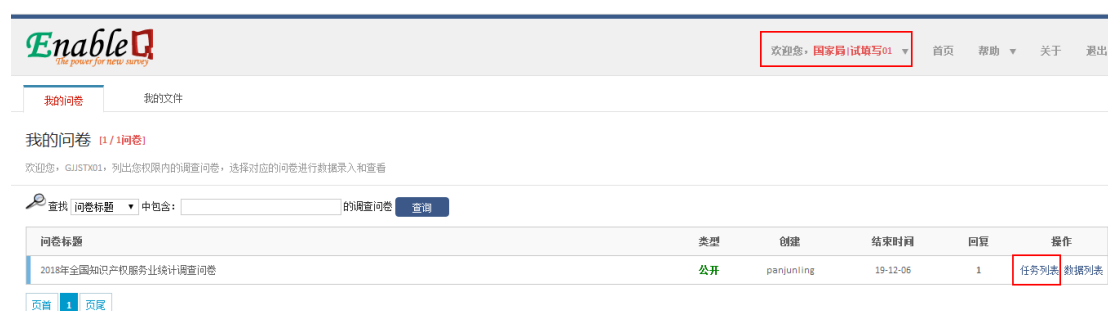 EnableQ
The power for new survey
欢迎您，国家局|试填写01 ▼ 首页 帮助 ▼ 关于 退出
我的问卷 我的文件
我的问卷 [1 / 1问卷]
欢迎您，GJJSTX01，列出您权限内的调查问卷，选择对应的问卷进行数据录入和查看
查找 问卷标题 ▼ 中包含： 的调查问卷 查询
问卷标题 类型 创建 结束时间 回复 操作
2018年全国知识产权服务业统计调查问卷 公开 panjunling 19-12-06 1 任务列表 数据列表
页首 1 页尾